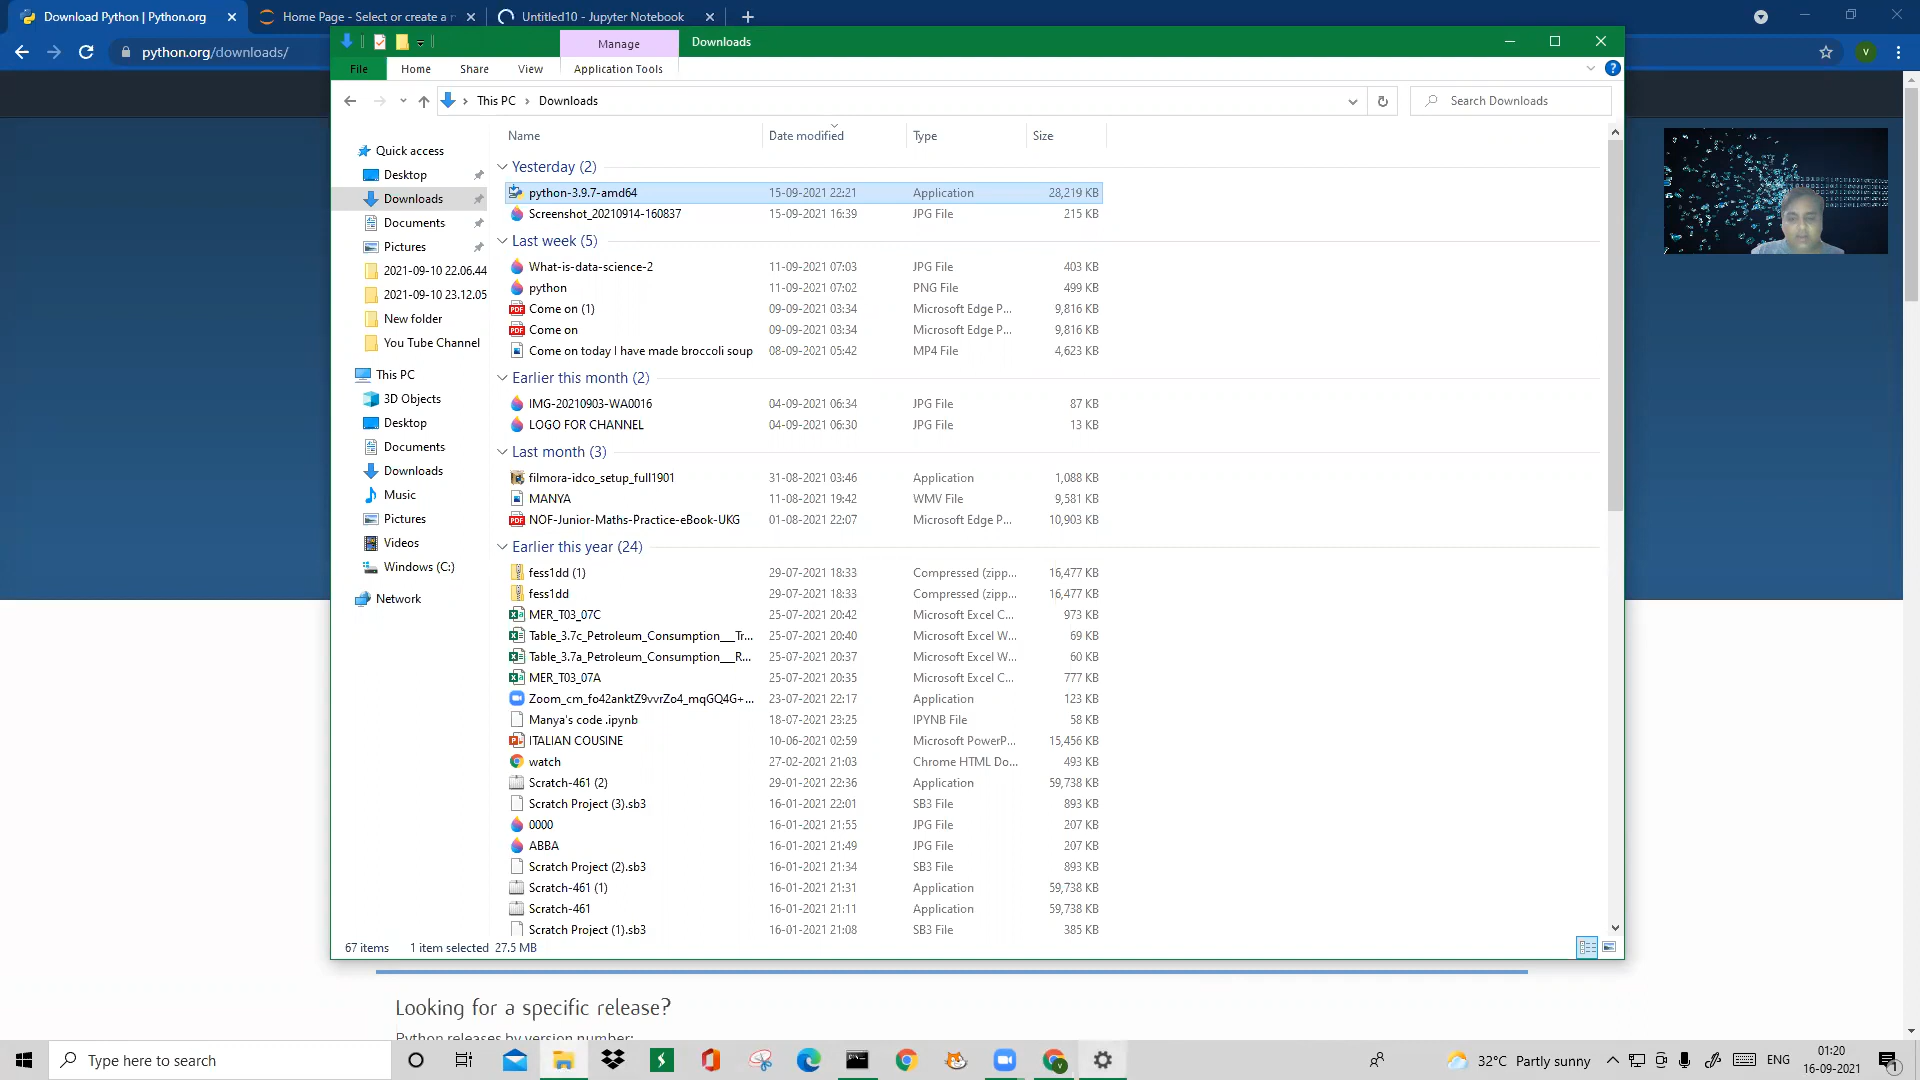 Download Python | Python.org
Home Page - Select or create a n
Untitled10 - Jupyter Notebook
python.org/downloads/
V
Manage
Downloads
File
Home
Share
View
Application Tools
This PC
Downloads
Search Downloads
Name
Date modified
Type
Size
Quick access
Desktop
Downloads
Documents
Pictures
2021-09-10 22.06.44
2021-09-10 23.12.05
New folder
You Tube Channel
This PC
3D Objects
Desktop
Documents
Downloads
Music
Pictures
Videos
Windows (C:)
Network
Yesterday (2)
python-3.9.7-amd64 15-09-2021 22:21 Application 28,219 KB
Screenshot_20210914-160837 15-09-2021 16:39 JPG File 215 KB
Last week (5)
What-is-data-science-2 11-09-2021 07:03 JPG File 403 KB
python 11-09-2021 07:02 PNG File 499 KB
Come on (1) 09-09-2021 03:34 Microsoft Edge P... 9,816 KB
Come on 09-09-2021 03:34 Microsoft Edge P... 9,816 KB
Come on today I have made broccoli soup 08-09-2021 05:42 MP4 File 4,623 KB
Earlier this month (2)
IMG-20210903-WA0016 04-09-2021 06:34 JPG File 87 KB
LOGO FOR CHANNEL 04-09-2021 06:30 JPG File 13 KB
Last month (3)
filmora-idco_setup_full1901 31-08-2021 03:46 Application 1,088 KB
MANYA 11-08-2021 19:42 WMV File 9,581 KB
NOF-Junior-Maths-Practice-eBook-UKG 01-08-2021 22:07 Microsoft Edge P... 10,903 KB
Earlier this year (24)
fess1dd (1) 29-07-2021 18:33 Compressed (zipp... 16,477 KB
fess1dd 29-07-2021 18:33 Compressed (zipp... 16,477 KB
MER_T03_07C 25-07-2021 20:42 Microsoft Excel C... 973 KB
Table_3.7c_Petroleum_Consumption__Tr... 25-07-2021 20:40 Microsoft Excel W... 69 KB
Table_3.7a_Petroleum_Consumption__R... 25-07-2021 20:37 Microsoft Excel W... 60 KB
MER_T03_07A 25-07-2021 20:35 Microsoft Excel C... 777 KB
Zoom_cm_fo42anktZ9vvrZo4_mqGQ4G+... 23-07-2021 22:17 Application 123 KB
Manya's code .ipynb 18-07-2021 23:25 IPYNB File 58 KB
ITALIAN COUSINE 10-06-2021 02:59 Microsoft PowerP... 15,456 KB
watch 27-02-2021 21:03 Chrome HTML Do... 493 KB
Scratch-461 (2) 29-01-2021 22:36 Application 59,738 KB
Scratch Project (3).sb3 16-01-2021 22:01 SB3 File 893 KB
0000 16-01-2021 21:55 JPG File 207 KB
ABBA 16-01-2021 21:49 JPG File 207 KB
Scratch Project (2).sb3 16-01-2021 21:34 SB3 File 893 KB
Scratch-461 (1) 16-01-2021 21:31 Application 59,738 KB
Scratch-461 16-01-2021 21:11 Application 59,738 KB
Scratch Project (1).sb3 16-01-2021 21:08 SB3 File 385 KB
67 items 1 item selected 27.5 MB
Looking for a specific release?
Python releases by version number:
Type here to search
32°C Partly sunny
ENG
01:20
16-09-2021
1